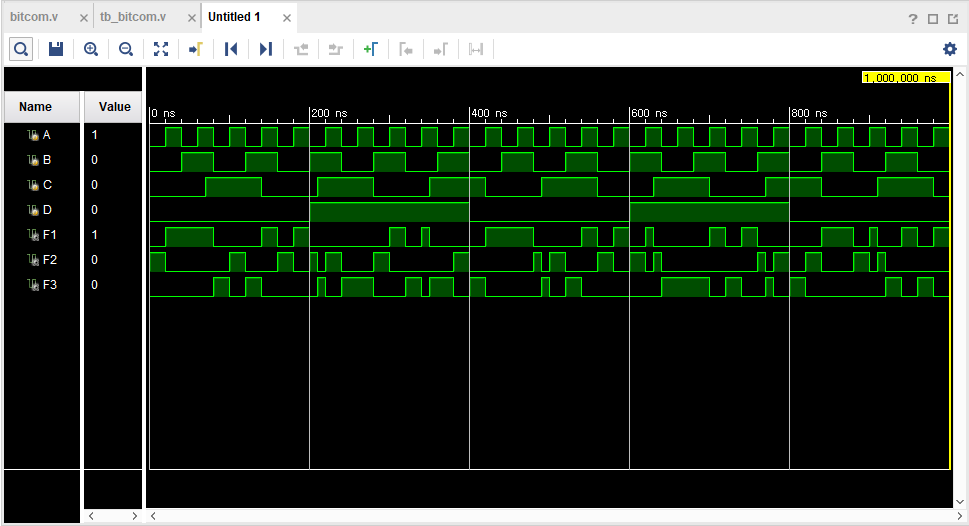 bitcom.v × tb_bitcom.v × Untitled 1 ×
?
1,000,000 ns
Name Value
0 ns 200 ns 400 ns 600 ns 800 ns
A 1
B 0
C 0
D 0
F1 1
F2 0
F3 0